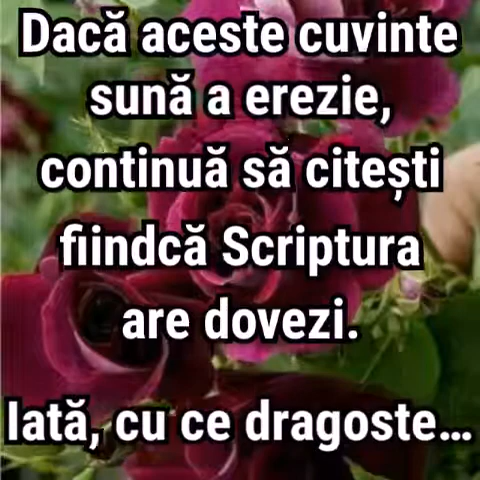 Dacă aceste cuvinte
sună a erezie,
continuă să citești
fiindcă Scriptura
are dovezi.
Iată, cu ce dragoste...